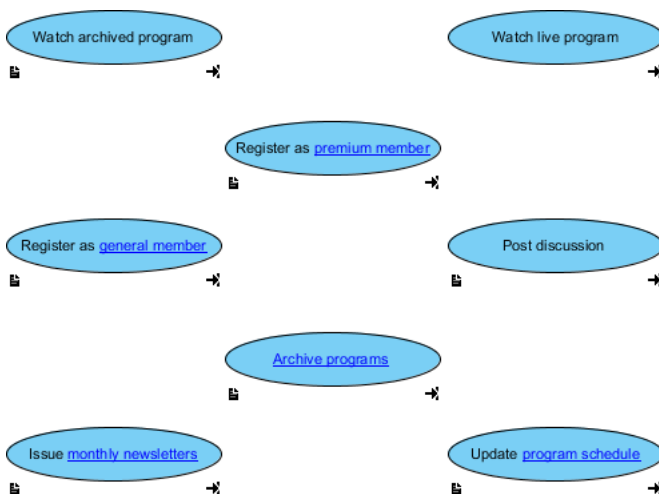 Watch archived program
Watch live program
Register as premium member
Register as general member
Post discussion
Archive programs
Issue monthly newsletters
Update program schedule